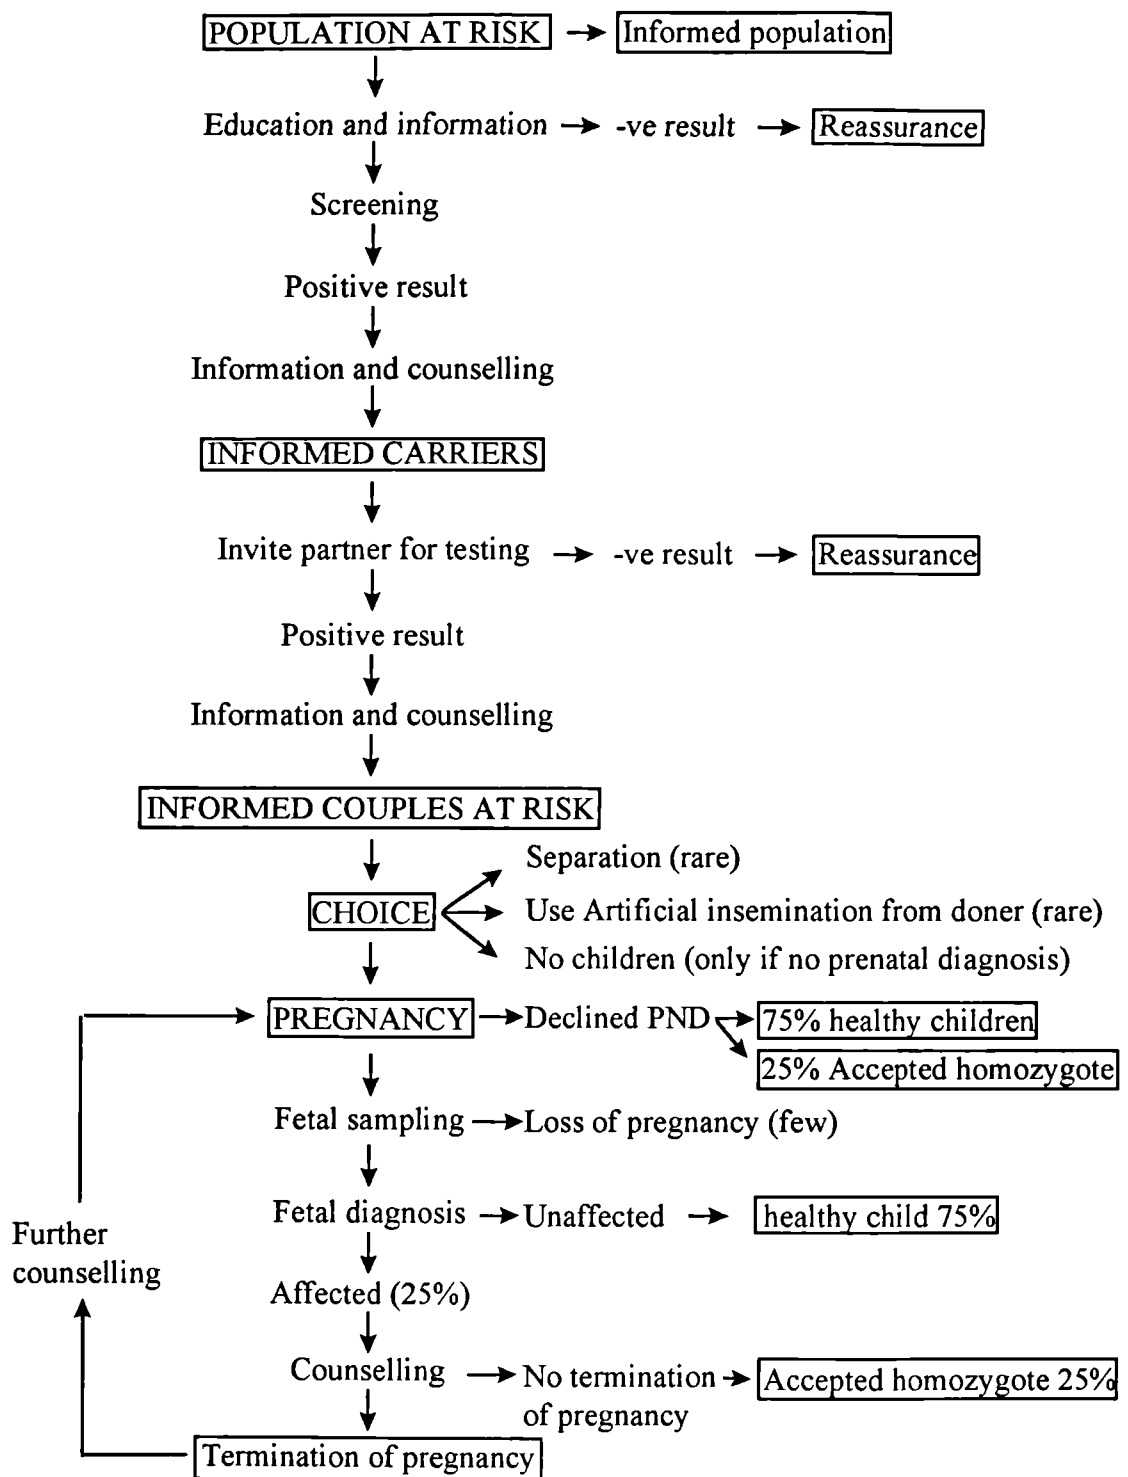 POPULATION AT RISK
Informed population
Education and information
-ve result
Reassurance
Screening
Positive result
Information and counselling
INFORMED CARRIERS
Invite partner for testing
-ve result
Reassurance
Positive result
Information and counselling
INFORMED COUPLES AT RISK
Separation (rare)
CHOICE
Use Artificial insemination from doner (rare)
No children (only if no prenatal diagnosis)
PREGNANCY
Declined PND
75% healthy children
25% Accepted homozygote
Fetal sampling
Loss of pregnancy (few)
Fetal diagnosis
Unaffected
healthy child 75%
Further
counselling
Affected (25%)
Counselling
No termination
of pregnancy
Accepted homozygote 25%
Termination of pregnancy